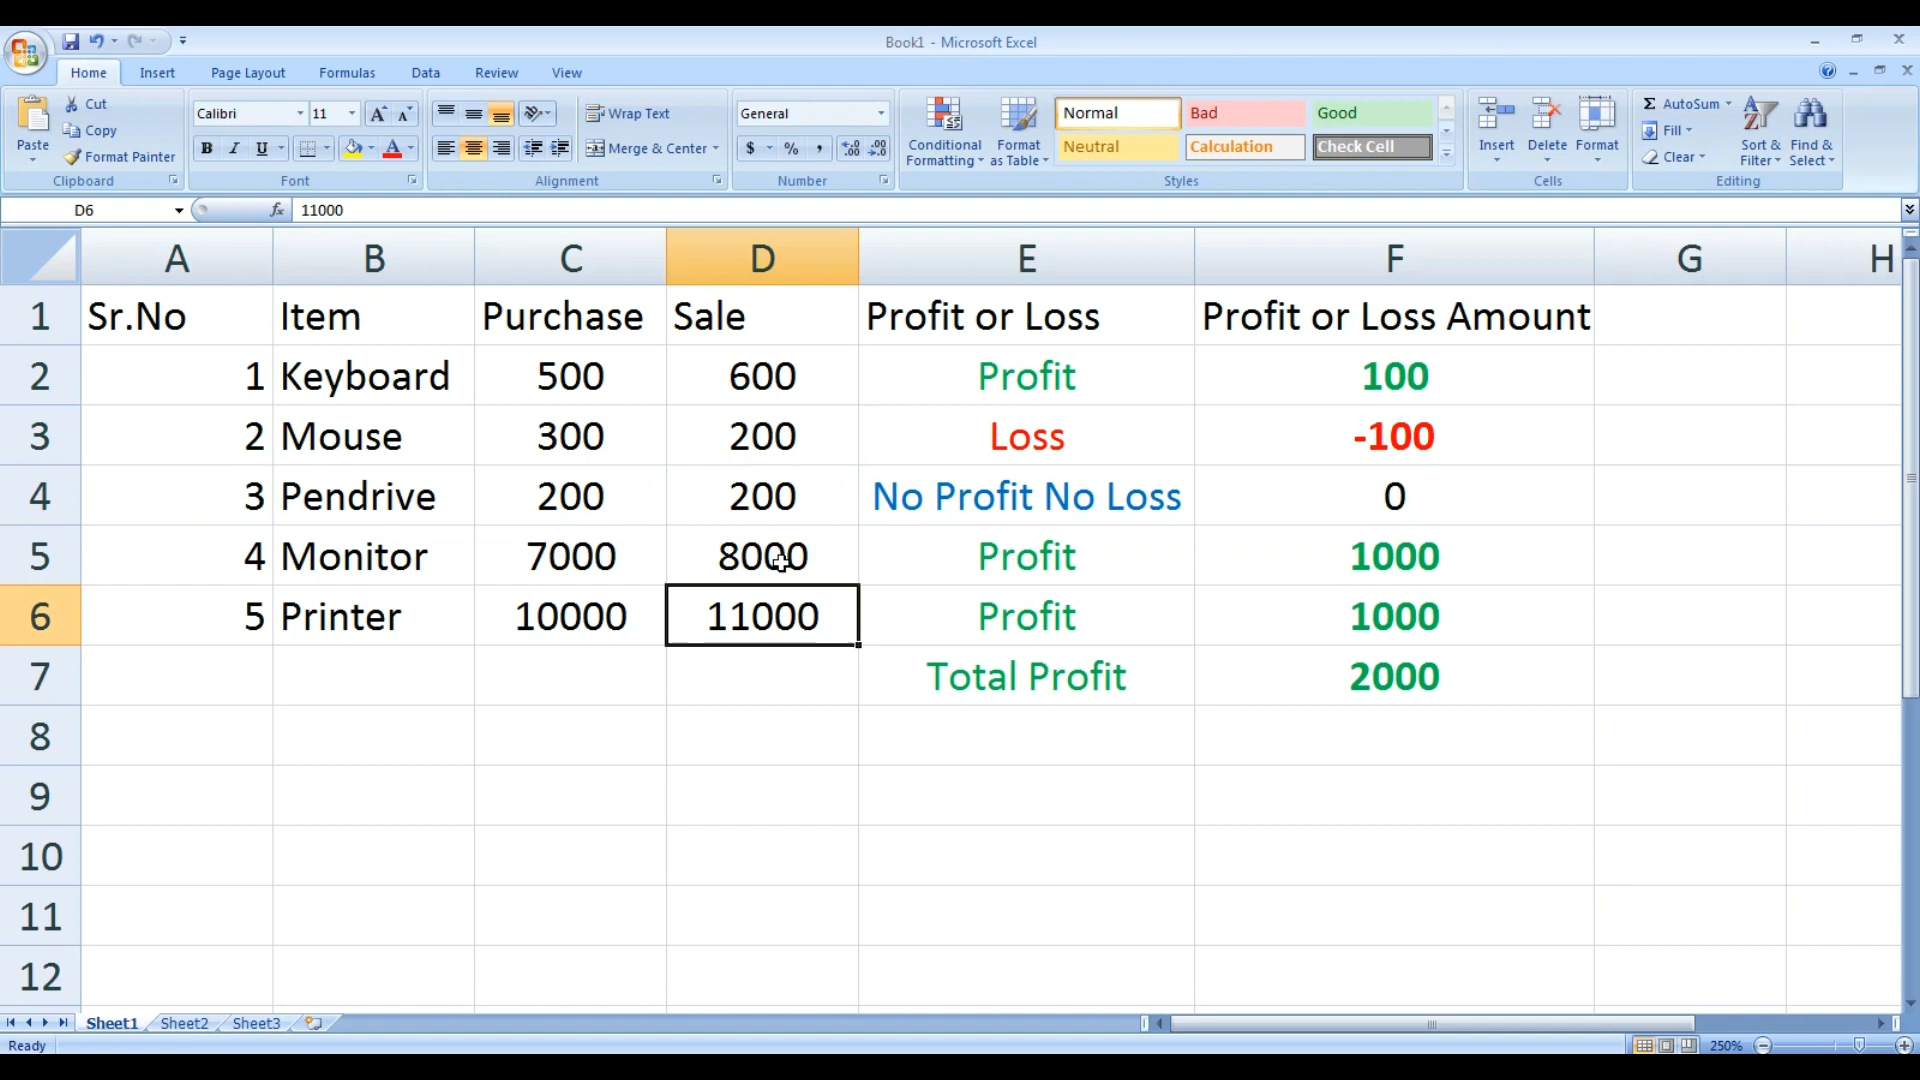 Book1 - Microsoft Excel
Home Insert Page Layout Formulas Data Review View
Paste Cut Copy Format Painter Clipboard
Calibri 11 B I U Font
Wrap Text Merge & Center Alignment
General $ % , Number
Conditional Formatting Format as Table Normal Bad Good Neutral Calculation Check Cell Styles
Insert Delete Format Cells
Σ AutoSum Fill Clear Sort & Filter Find & Select Editing
D6 fx 11000
A B C D E F G H
1 Sr.No Item Purchase Sale Profit or Loss Profit or Loss Amount
2 1 Keyboard 500 600 Profit 100
3 2 Mouse 300 200 Loss -100
4 3 Pendrive 200 200 No Profit No Loss 0
5 4 Monitor 7000 8000 Profit 1000
6 5 Printer 10000 11000 Profit 1000
7 Total Profit 2000
8
9
10
11
12
Sheet1 Sheet2 Sheet3
Ready 250%